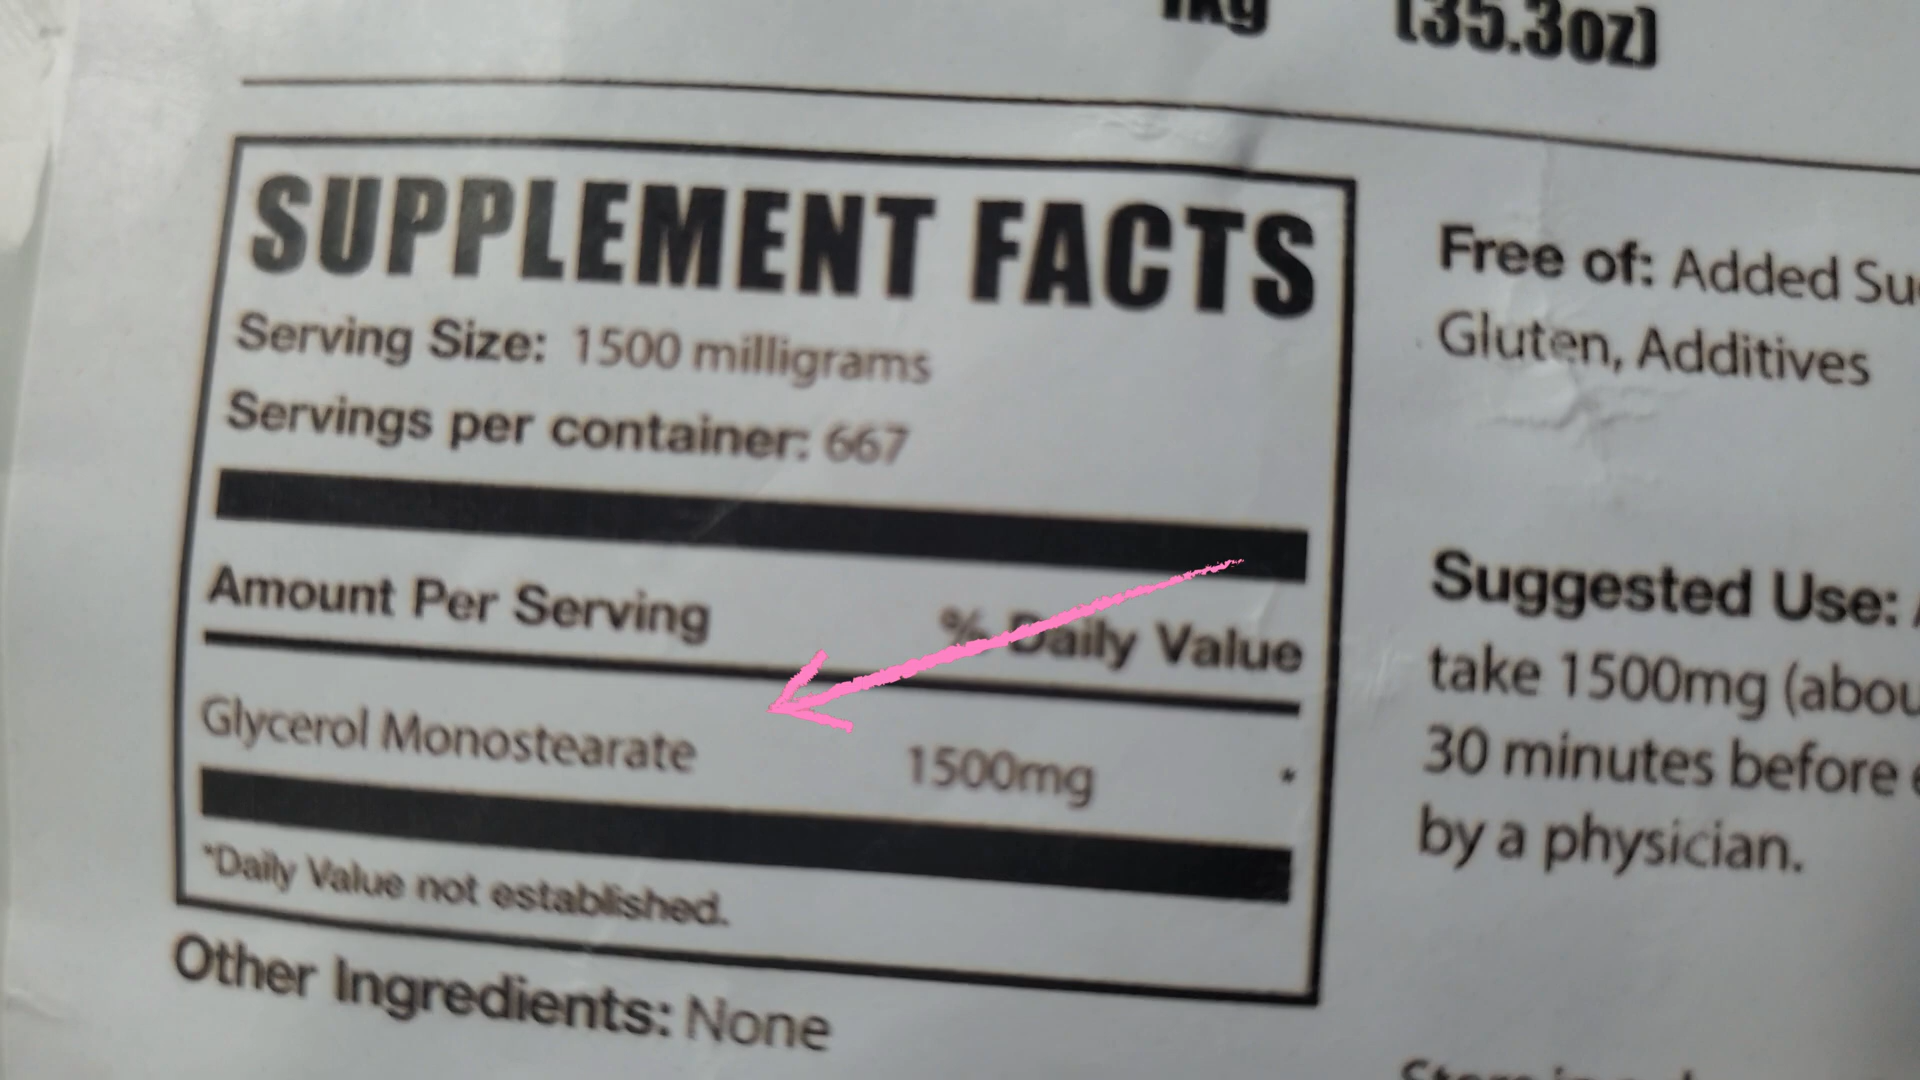 1kg (35.3oz)
SUPPLEMENT FACTS
Serving Size: 1500 milligrams
Servings per container: 667
Amount Per Serving % Daily Value
Glycerol Monostearate 1500mg *
*Daily Value not established.
Other Ingredients: None
Free of: Added
Gluten, Additives
Suggested Use:
take 1500mg
30 minutes before
by a physician.